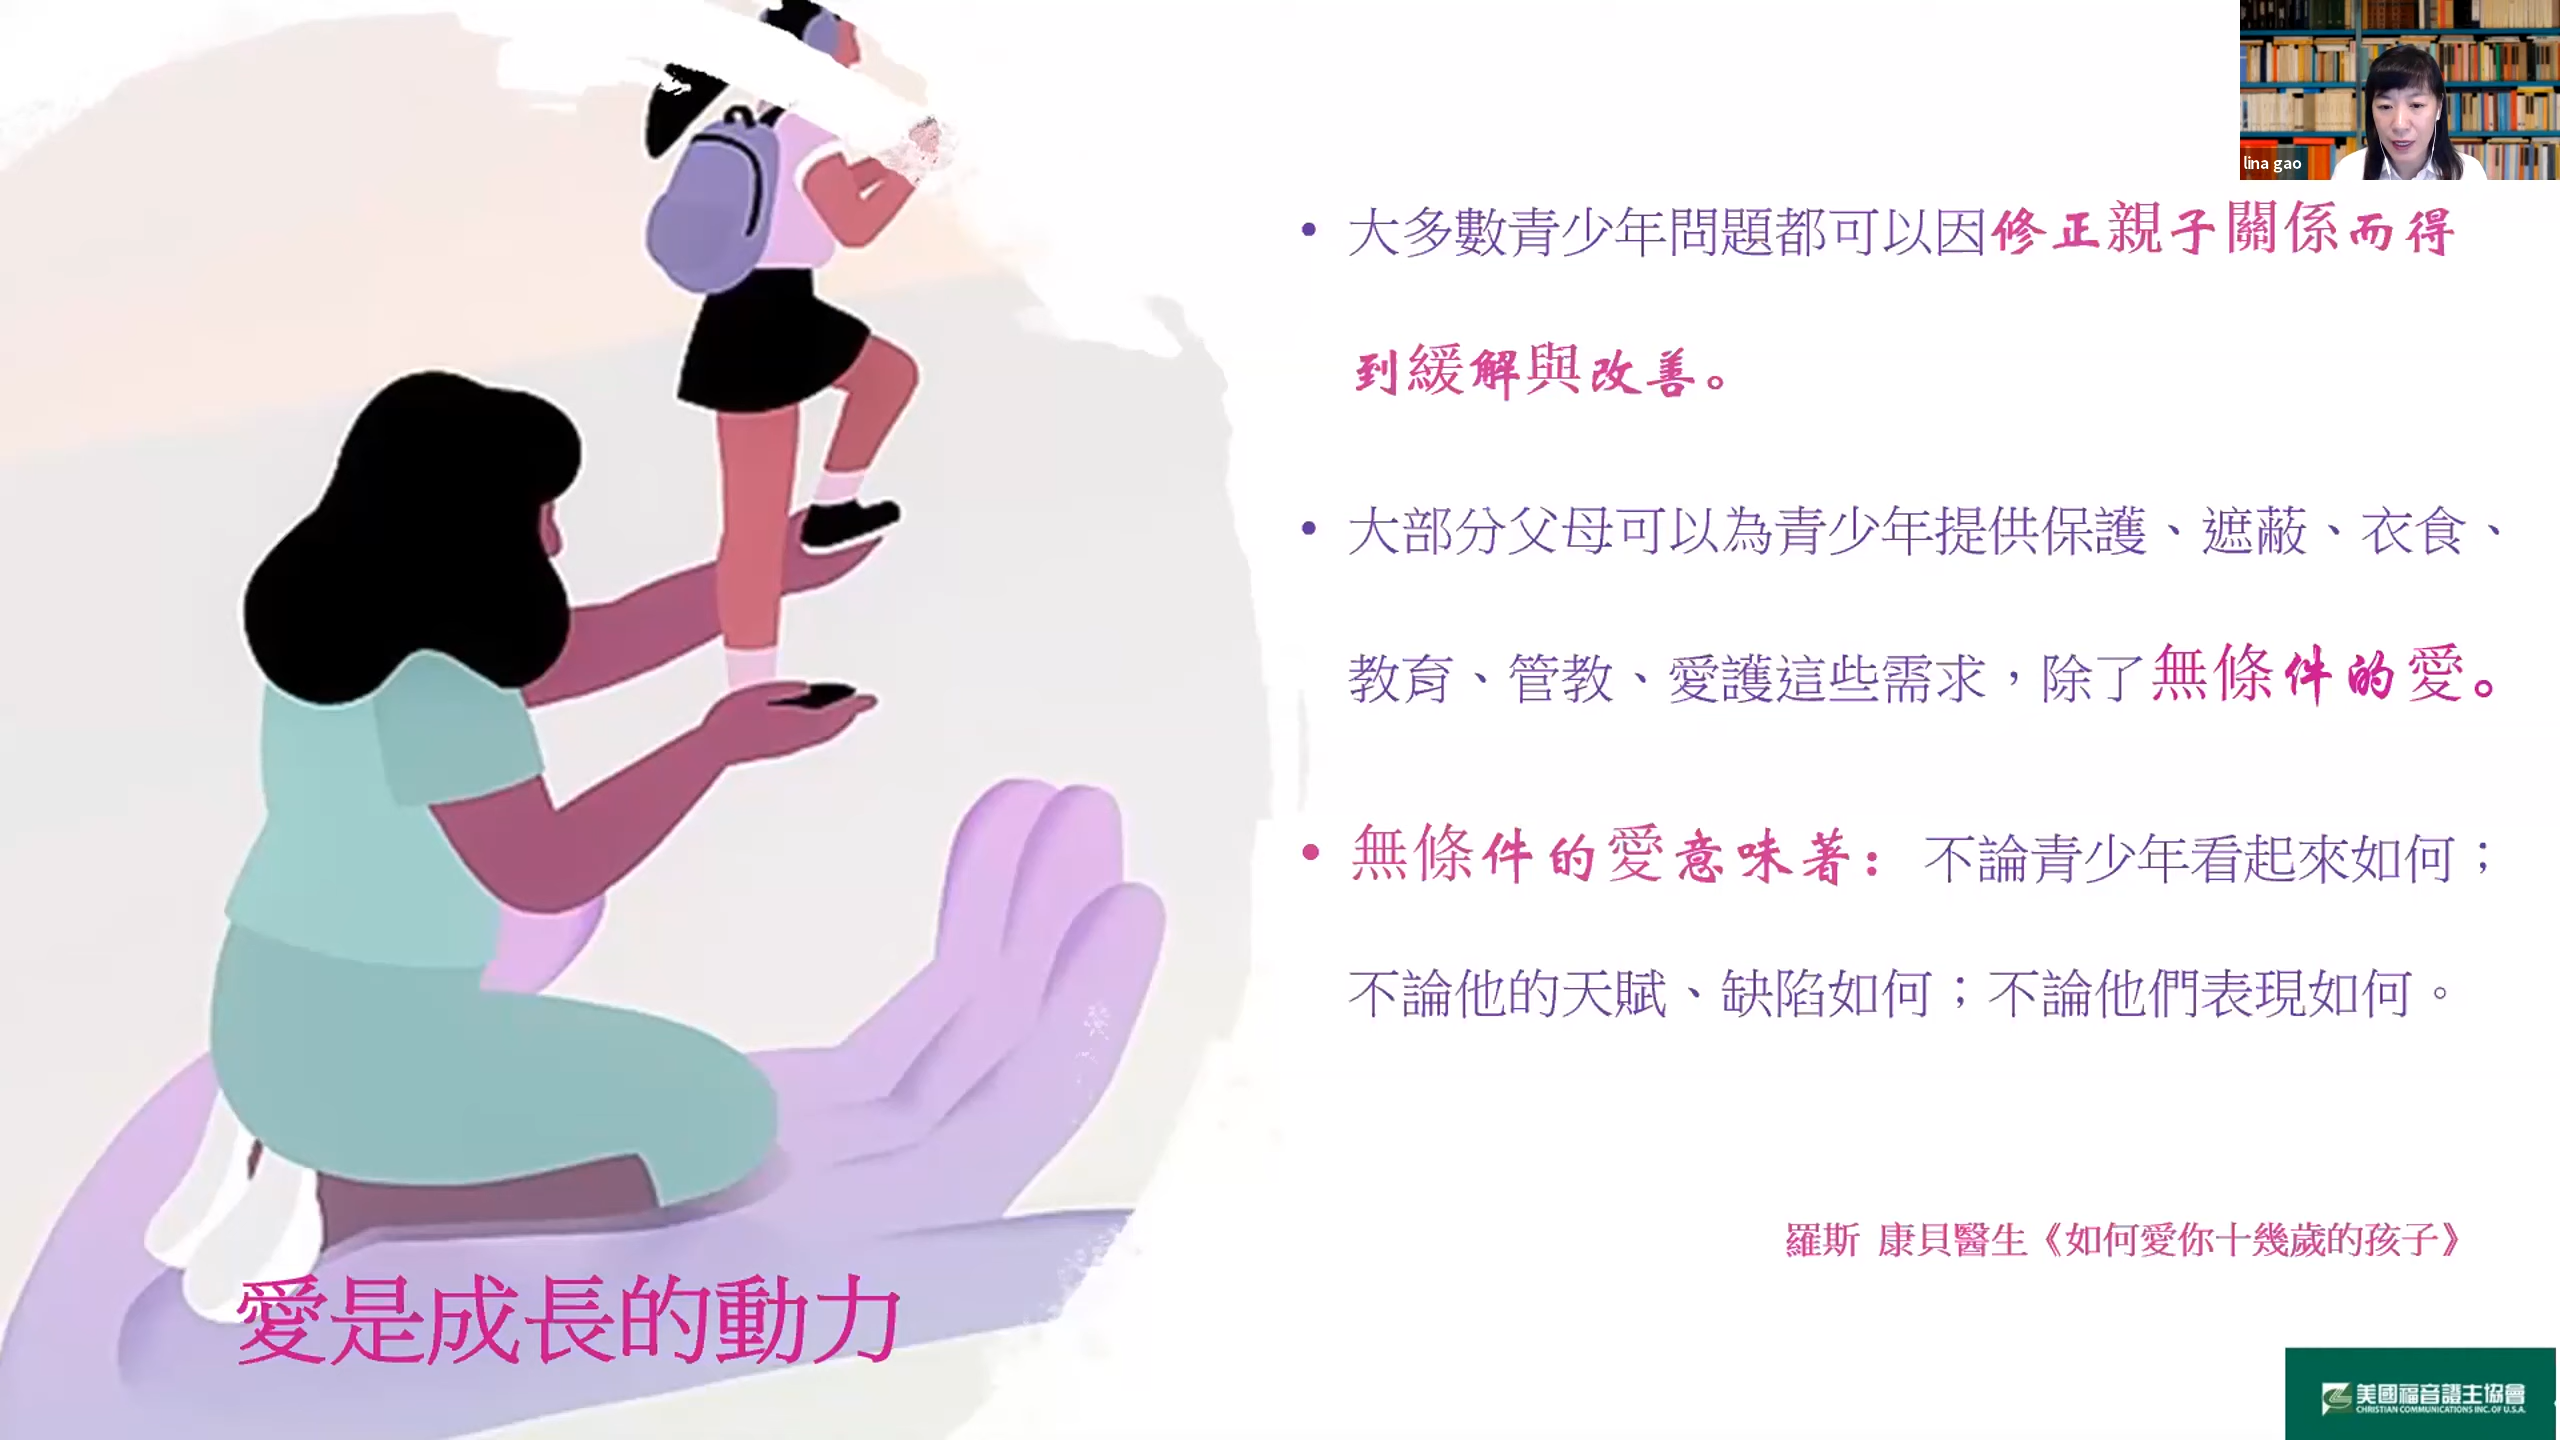 lina gao
• 大多數青少年問題都可以因修正親子關係而得
到緩解與改善。
• 大部分父母可以為青少年提供保護、遮蔽、衣食、
教育、管教、愛護這些需求，除了無條件的愛。
• 無條件的愛意味著：不論青少年看起來如何；
不論他的天賦、缺陷如何；不論他們表現如何。
羅斯 康貝醫生《如何愛你十幾歲的孩子》
愛是成長的動力
美國福音證主協會
CHRISTIAN COMMUNICATIONS INC. OF U.S.A.